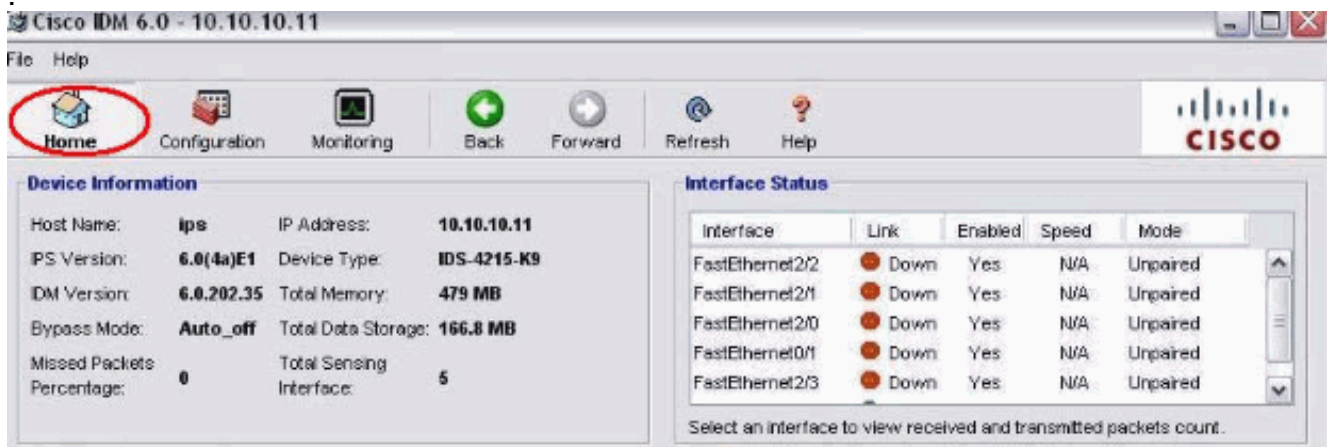 Cisco IDM 6.0 - 10.10.10.11
File Help
Home Configuration Monitoring Back Forward Refresh Help
CISCO
Device Information
Host Name: ips IP Address: 10.10.10.11
IPS Version: 6.0(4a)E1 Device Type: IDS-4215-K9
IDM Version: 6.0.202.35 Total Memory: 479 MB
Bypass Mode: Auto_off Total Data Storage: 166.8 MB
Missed Packets Percentage: 0 Total Sensing Interface: 5
Interface Status
Interface Link Enabled Speed Mode
FastEthernet2/2 Down Yes N/A Unpaired
FastEthernet2/1 Down Yes N/A Unpaired
FastEthernet2/0 Down Yes N/A Unpaired
FastEthernet0/1 Down Yes N/A Unpaired
FastEthernet2/3 Down Yes N/A Unpaired
Select an interface to view received and transmitted packets count.